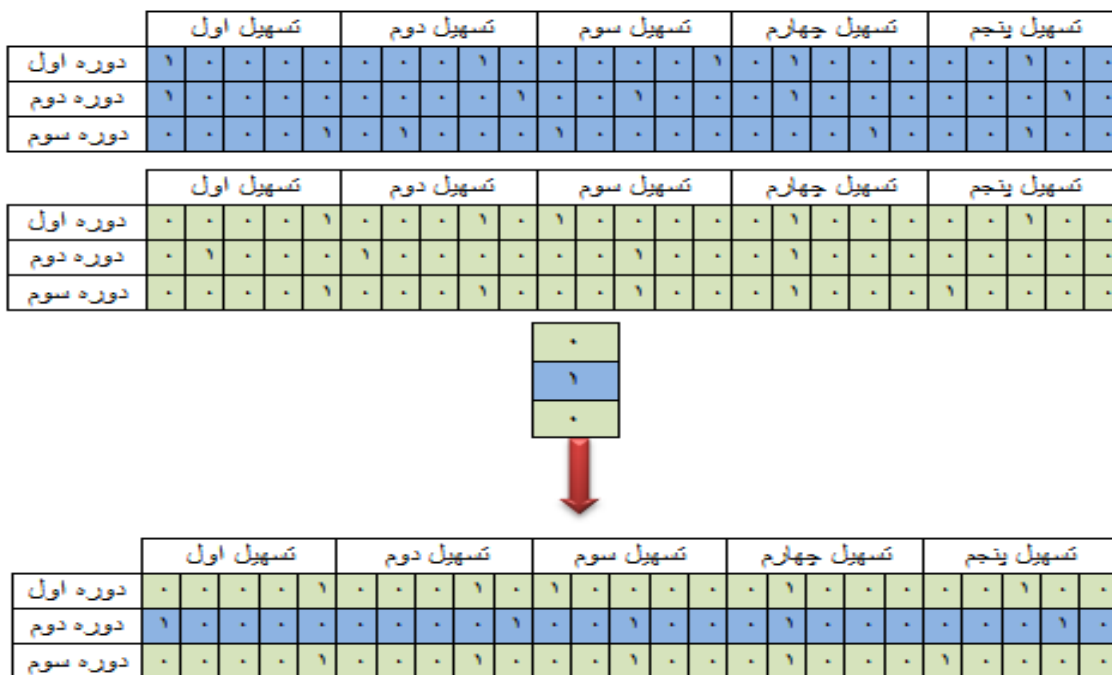 تسهیل اول تسهیل دوم تسهیل سوم تسهیل چهارم تسهیل پنجم
دوره اول ۱ ۰ ۰ ۰ ۰ ۰ ۰ ۰ ۱ ۰ ۰ ۰ ۰ ۰ ۱ ۰ ۱ ۰ ۰ ۰ ۰ ۰ ۱ ۰ ۰
دوره دوم ۱ ۰ ۰ ۰ ۰ ۰ ۰ ۰ ۰ ۱ ۰ ۰ ۱ ۰ ۰ ۰ ۱ ۰ ۰ ۰ ۰ ۰ ۰ ۱ ۰
دوره سوم ۰ ۰ ۰ ۰ ۱ ۰ ۱ ۰ ۰ ۰ ۱ ۰ ۰ ۰ ۰ ۰ ۰ ۰ ۱ ۰ ۰ ۰ ۱ ۰ ۰
تسهیل اول تسهیل دوم تسهیل سوم تسهیل چهارم تسهیل پنجم
دوره اول ۰ ۰ ۰ ۰ ۱ ۰ ۰ ۰ ۱ ۰ ۱ ۰ ۰ ۰ ۰ ۰ ۱ ۰ ۰ ۰ ۰ ۰ ۱ ۰ ۰
دوره دوم ۰ ۱ ۰ ۰ ۰ ۱ ۰ ۰ ۰ ۰ ۰ ۰ ۱ ۰ ۰ ۰ ۱ ۰ ۰ ۰ ۰ ۰ ۰ ۰ ۰
دوره سوم ۰ ۰ ۰ ۰ ۱ ۰ ۰ ۰ ۱ ۰ ۰ ۰ ۱ ۰ ۰ ۰ ۱ ۰ ۰ ۰ ۱ ۰ ۰ ۰ ۰
۰
۱
۰
تسهیل اول تسهیل دوم تسهیل سوم تسهیل چهارم تسهیل پنجم
دوره اول ۰ ۰ ۰ ۰ ۱ ۰ ۰ ۰ ۱ ۰ ۱ ۰ ۰ ۰ ۰ ۰ ۱ ۰ ۰ ۰ ۰ ۰ ۱ ۰ ۰
دوره دوم ۱ ۰ ۰ ۰ ۰ ۰ ۰ ۰ ۰ ۱ ۰ ۰ ۱ ۰ ۰ ۰ ۱ ۰ ۰ ۰ ۰ ۰ ۰ ۱ ۰
دوره سوم ۰ ۰ ۰ ۰ ۱ ۰ ۰ ۰ ۱ ۰ ۰ ۰ ۱ ۰ ۰ ۰ ۱ ۰ ۰ ۰ ۱ ۰ ۰ ۰ ۰